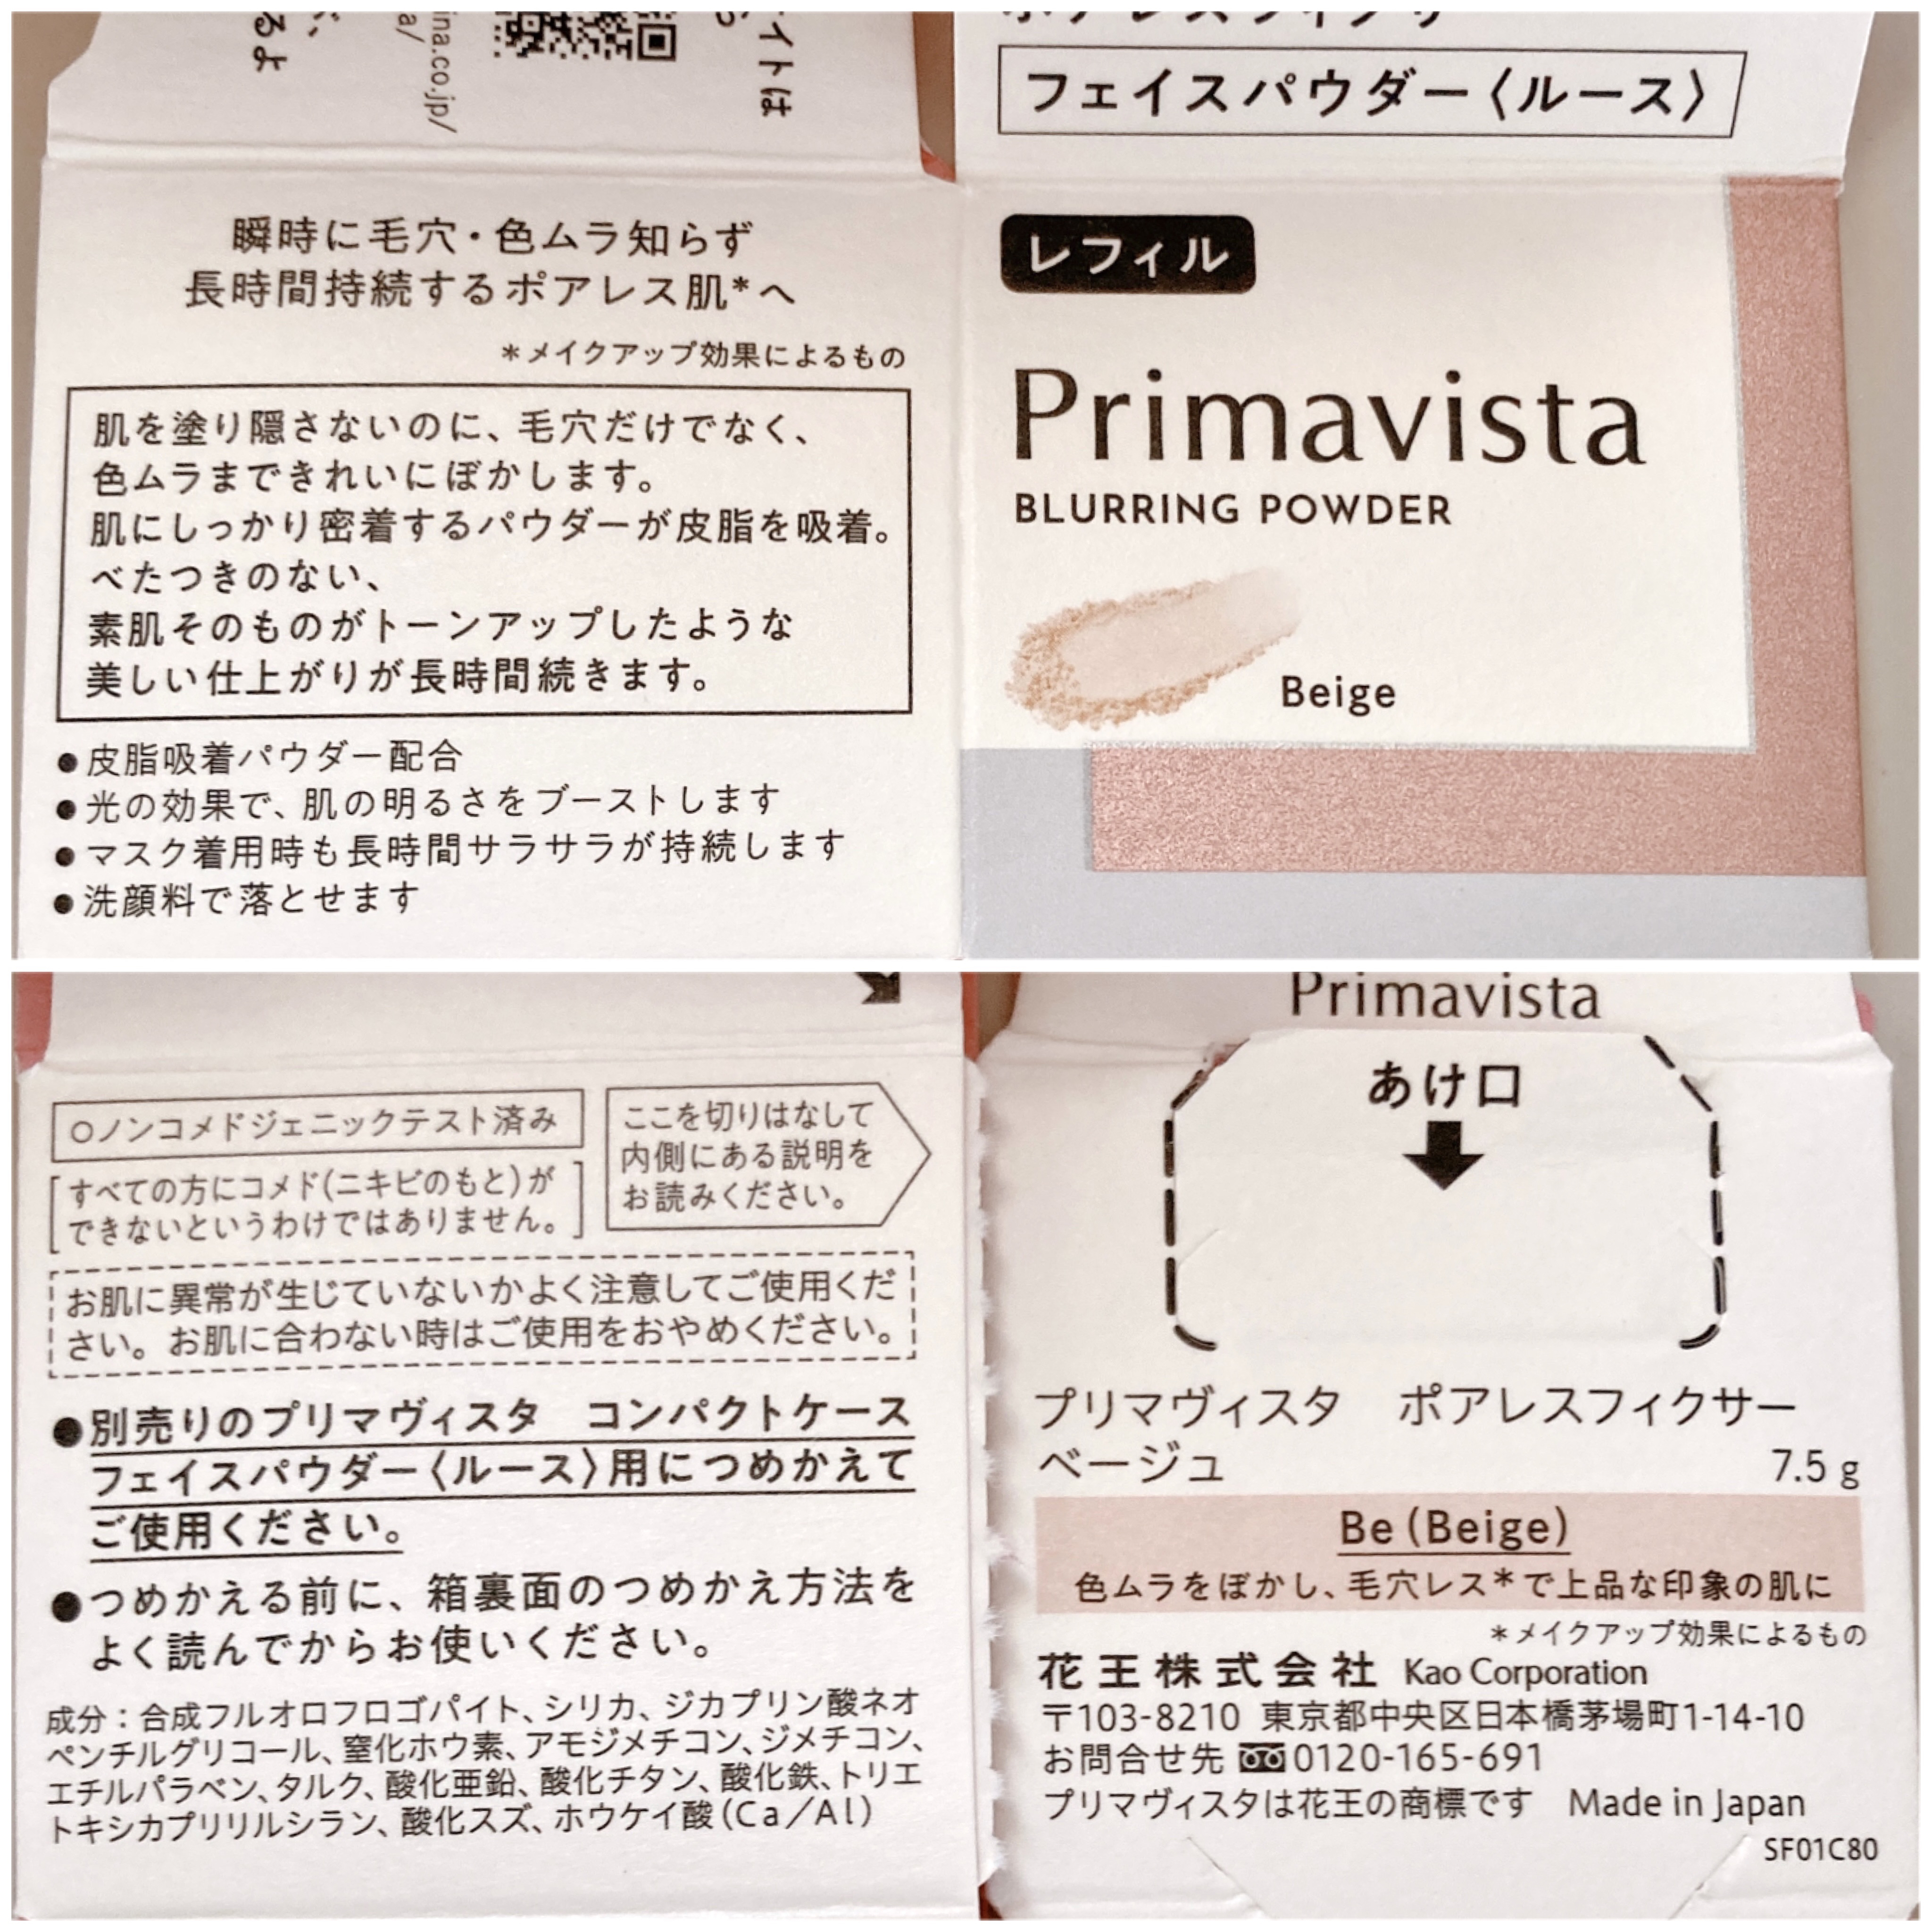 イトは
ina.co.jp/
a/
るよ
フェイスパウダー〈ルース〉
瞬時に毛穴・色ムラ知らず
長時間持続するポアレス肌*へ
*メイクアップ効果によるもの
肌を塗り隠さないのに、毛穴だけでなく、
色ムラまできれいにぼかします。
肌にしっかり密着するパウダーが皮脂を吸着。
べたつきのない、
素肌そのものがトーンアップしたような
美しい仕上がりが長時間続きます。
●皮脂吸着パウダー配合
●光の効果で、肌の明るさをブーストします
●マスク着用時も長時間サラサラが持続します
●洗顔料で落とせます
レフィル
Primavista
BLURRING POWDER
Beige
○ノンコメドジェニックテスト済み
[すべての方にコメド(ニキビのもと)が
できないというわけではありません。]
ここを切りはなして
内側にある説明を
お読みください。
お肌に異常が生じていないかよく注意してご使用くだ
さい。お肌に合わない時はご使用をおやめください。
●別売りのプリマヴィスタ　コンパクトケース
フェイスパウダー〈ルース〉用につめかえて
ご使用ください。
●つめかえる前に、箱裏面のつめかえ方法を
よく読んでからお使いください。
成分：合成フルオロフロゴパイト、シリカ、ジカプリン酸ネオ
ペンチルグリコール、窒化ホウ素、アモジメチコン、ジメチコン、
エチルパラベン、タルク、酸化亜鉛、酸化チタン、酸化鉄、トリエ
トキシカプリリルシラン、酸化スズ、ホウケイ酸(Ca/Al)
Primavista
あけ口
プリマヴィスタ　ポアレスフィクサー
ベージュ 7.5g
Be(Beige)
色ムラをぼかし、毛穴レス*で上品な印象の肌に
*メイクアップ効果によるもの
花王株式会社 Kao Corporation
〒103-8210 東京都中央区日本橋茅場町1-14-10
お問合せ先 0120-165-691
プリマヴィスタは花王の商標です　Made in Japan
SF01C80